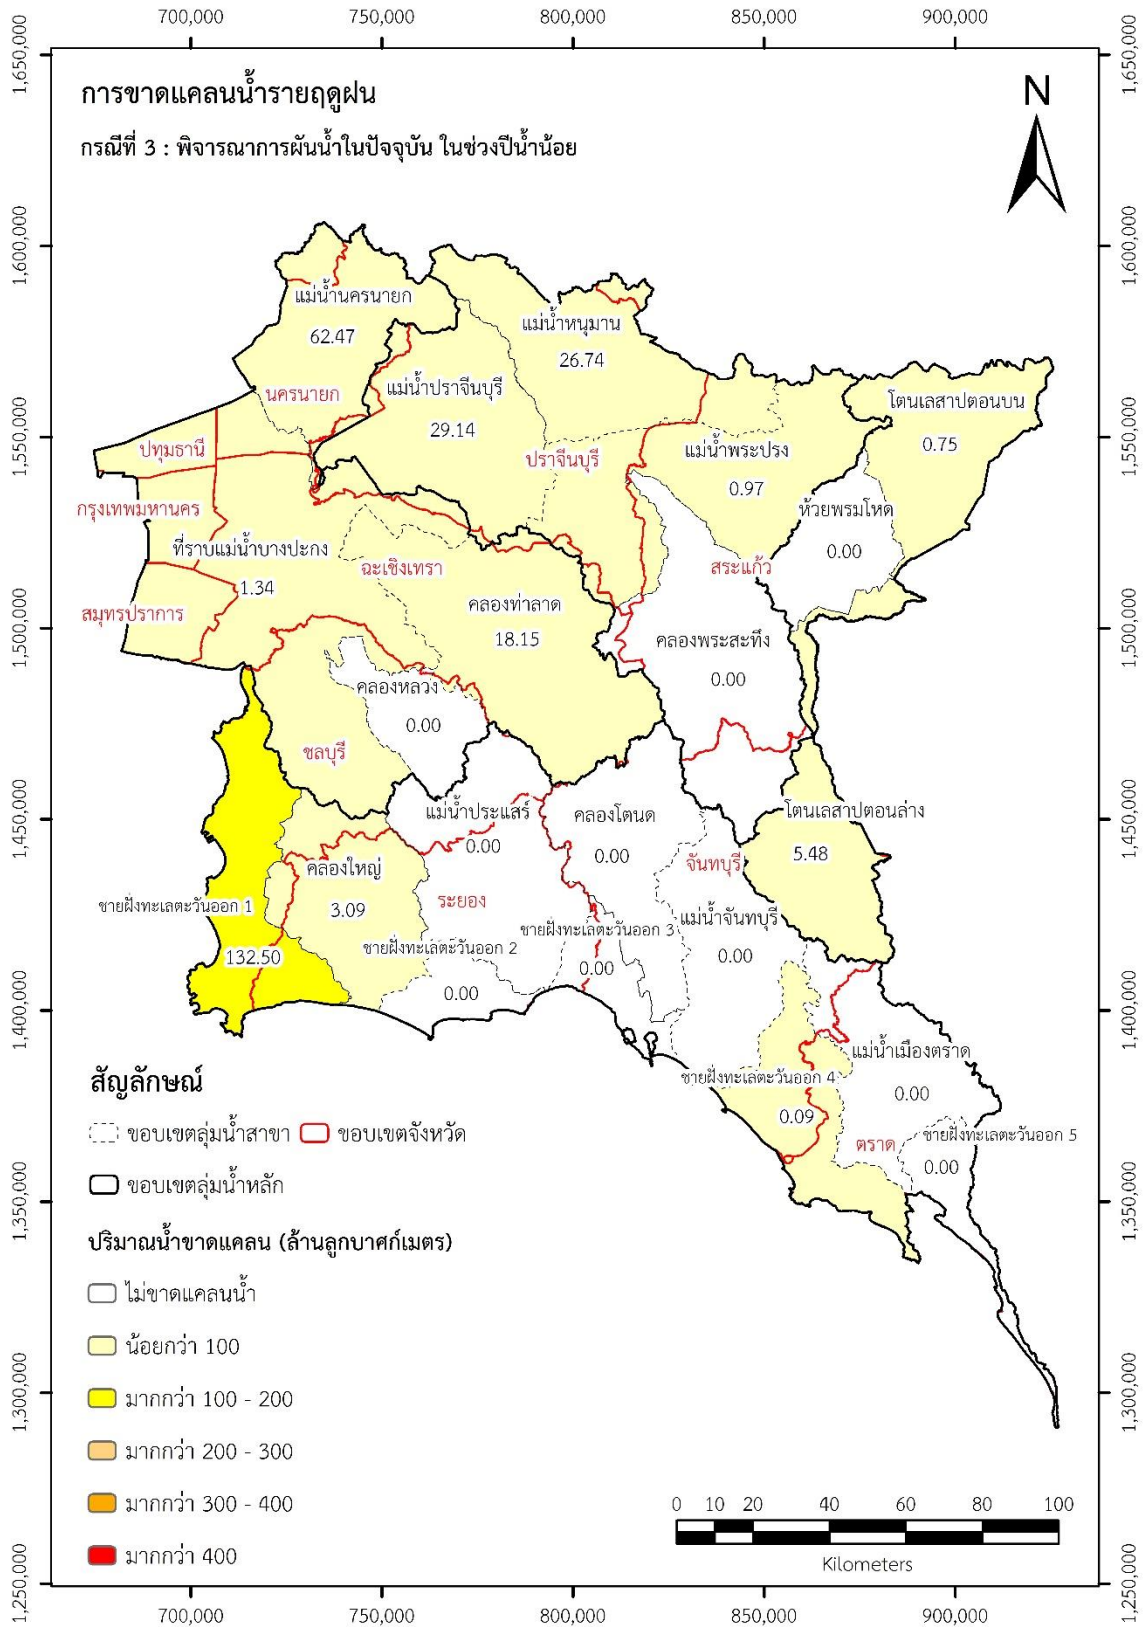 700,000 750,000 800,000 850,000 900,000
1,650,000 1,650,000
การขาดแคลนน้ำรายฤดูฝน
N
กรณีที่ 3 : พิจารณาการผันน้ำในปัจจุบัน ในช่วงปีน้ำน้อย
1,600,000 1,600,000
แม่น้ำนครนายก
62.47
แม่น้ำหนุมาน
26.74
แม่น้ำปราจีนบุรี
29.14
นครนายก
โตนเลสาปตอนบน
0.75
1,550,000 1,550,000
ปทุมธานี
ปราจีนบุรี
แม่น้ำพระปรง
0.97
กรุงเทพมหานคร
ห้วยพรมโหด
0.00
ที่ราบแม่น้ำบางปะกง
1.34
ฉะเชิงเทรา
สระแก้ว
สมุทรปราการ
คลองท่าลาด
18.15
1,500,000 1,500,000
คลองพระสะทึง
0.00
คลองหลวง
0.00
ชลบุรี
1,450,000 1,450,000
แม่น้ำประแสร์
0.00
คลองโตนด
0.00
โตนเลสาปตอนล่าง
5.48
คลองใหญ่
3.09
จันทบุรี
ระยอง
ชายฝั่งทะเลตะวันออก 1
132.50
ชายฝั่งทะเลตะวันออก 2
0.00
ชายฝั่งทะเลตะวันออก 3
0.00
แม่น้ำจันทบุรี
0.00
1,400,000 1,400,000
แม่น้ำเมืองตราด
0.00
ชายฝั่งทะเลตะวันออก 4
0.09
ชายฝั่งทะเลตะวันออก 5
0.00
ตราด
สัญลักษณ์
ขอบเขตลุ่มน้ำสาขา ขอบเขตจังหวัด
ขอบเขตลุ่มน้ำหลัก
1,350,000 1,350,000
ปริมาณน้ำขาดแคลน (ล้านลูกบาศก์เมตร)
ไม่ขาดแคลนน้ำ
น้อยกว่า 100
มากกว่า 100 - 200
1,300,000 1,300,000
มากกว่า 200 - 300
มากกว่า 300 - 400
มากกว่า 400
0 10 20 40 60 80 100
Kilometers
1,250,000 1,250,000
700,000 750,000 800,000 850,000 900,000